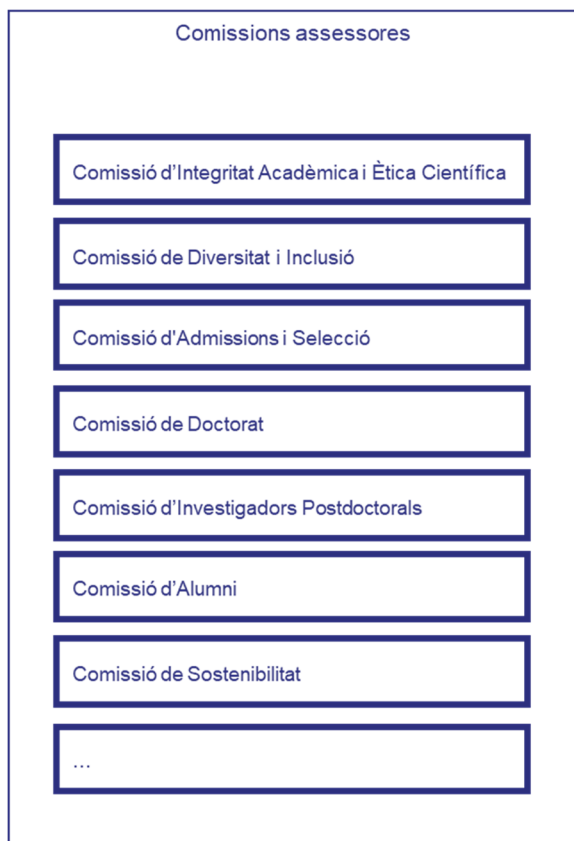 Comissions assessores
Comissió d’Integritat Acadèmica i Ètica Científica
Comissió de Diversitat i Inclusió
Comissió d'Admissions i Selecció
Comissió de Doctorat
Comissió d’Investigadors Postdoctorals
Comissió d’Alumni
Comissió de Sostenibilitat
...